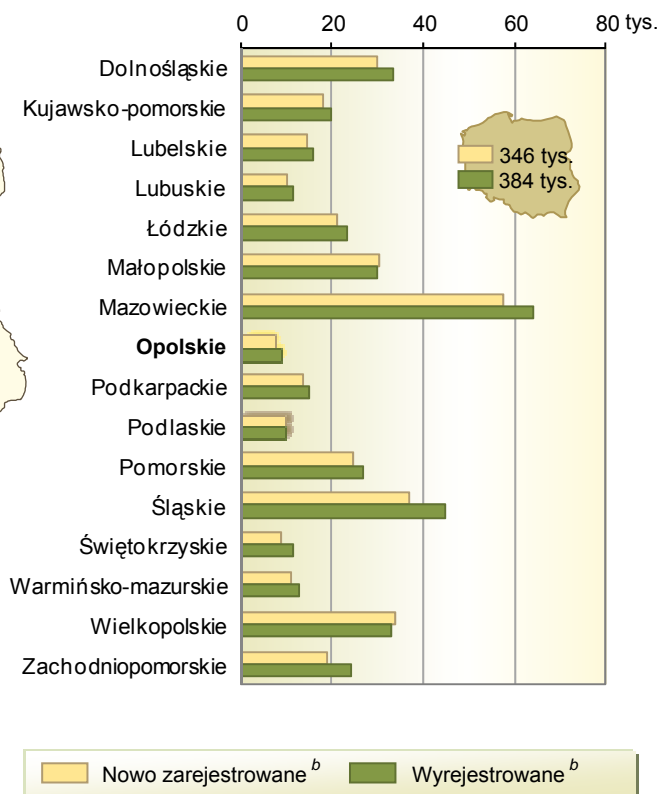 0 20 40 60 80 tys.
Dolnośląskie
Kujawsko-pomorskie
Lubelskie
346 tys.
384 tys.
Lubuskie
Łódzkie
Małopolskie
Mazowieckie
Opolskie
Podkarpackie
Podlaskie
Pomorskie
Śląskie
Świętokrzyskie
Warmińsko-mazurskie
Wielkopolskie
Zachodniopomorskie
Nowo zarejestrowane b Wyrejestrowane b